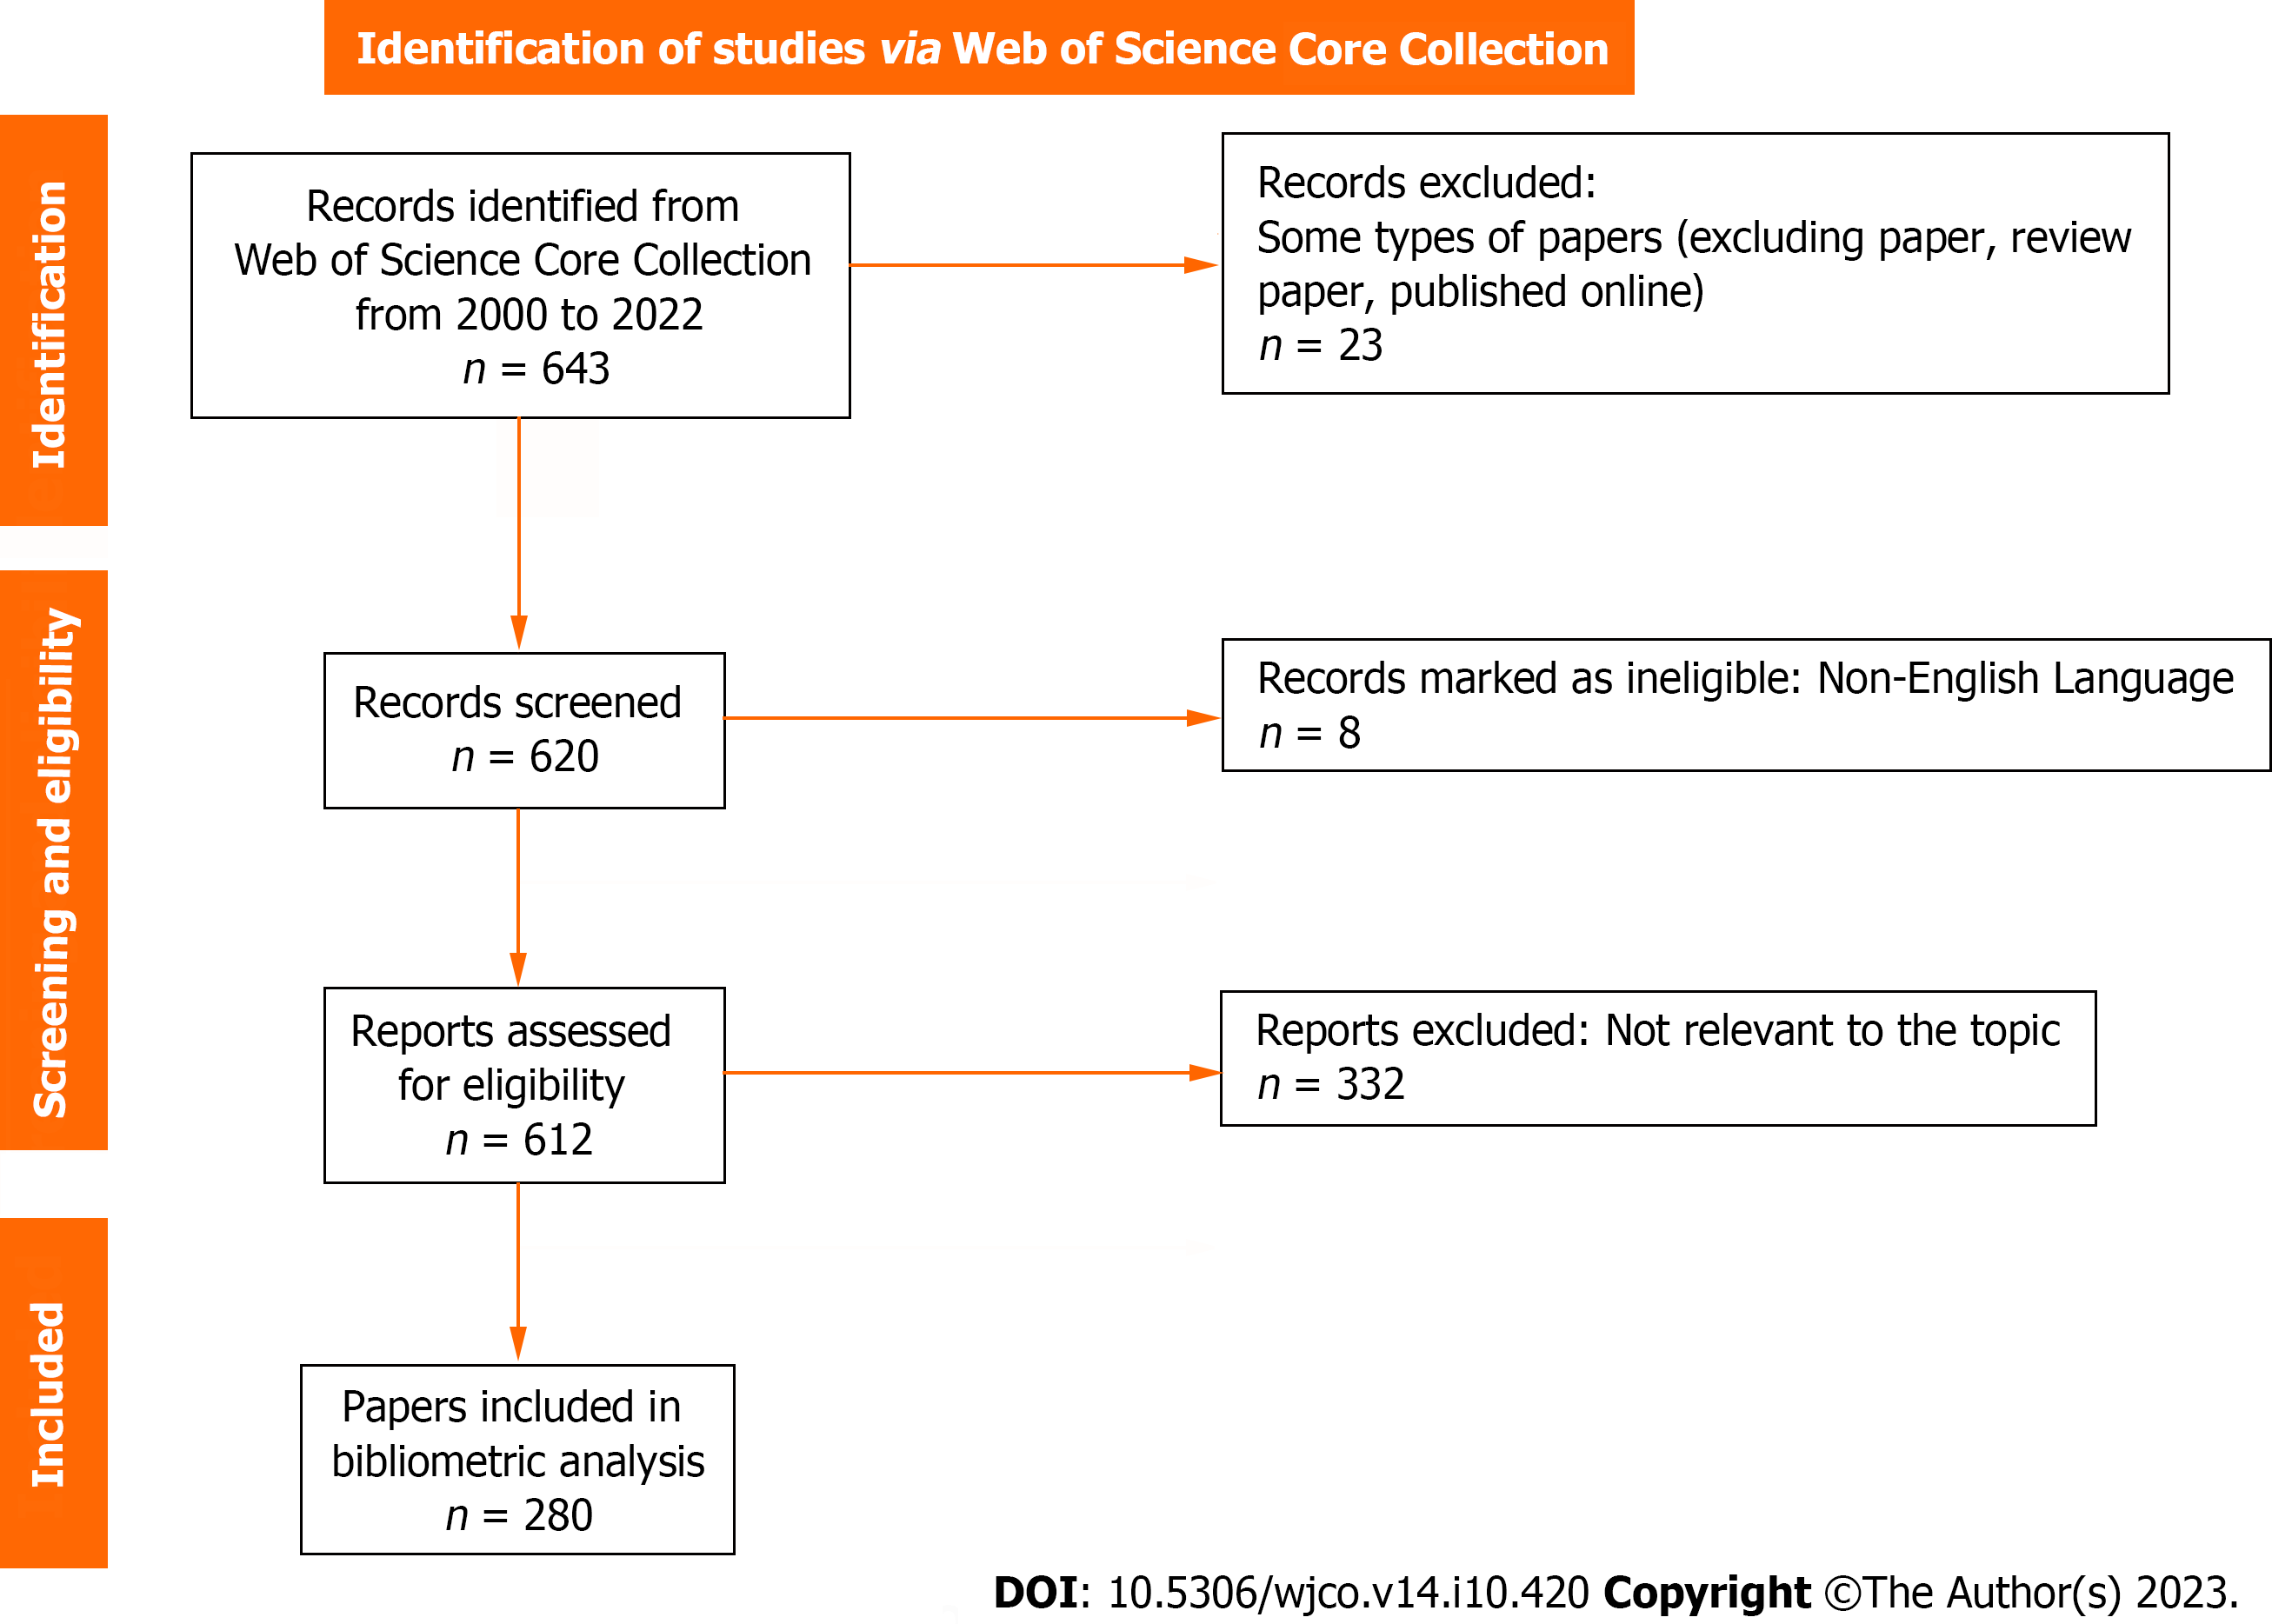 Identification of studies via Web of Science Core Collection
Identification
Records identified from
Web of Science Core Collection
from 2000 to 2022
n = 643
Records excluded:
Some types of papers (excluding paper, review
paper, published online)
n = 23
Screening and eligibility
Records screened
n = 620
Records marked as ineligible: Non-English Language
n = 8
Reports assessed
for eligibility
n = 612
Reports excluded: Not relevant to the topic
n = 332
Included
Papers included in
bibliometric analysis
n = 280
DOI: 10.5306/wjco.v14.i10.420 Copyright ©The Author(s) 2023.